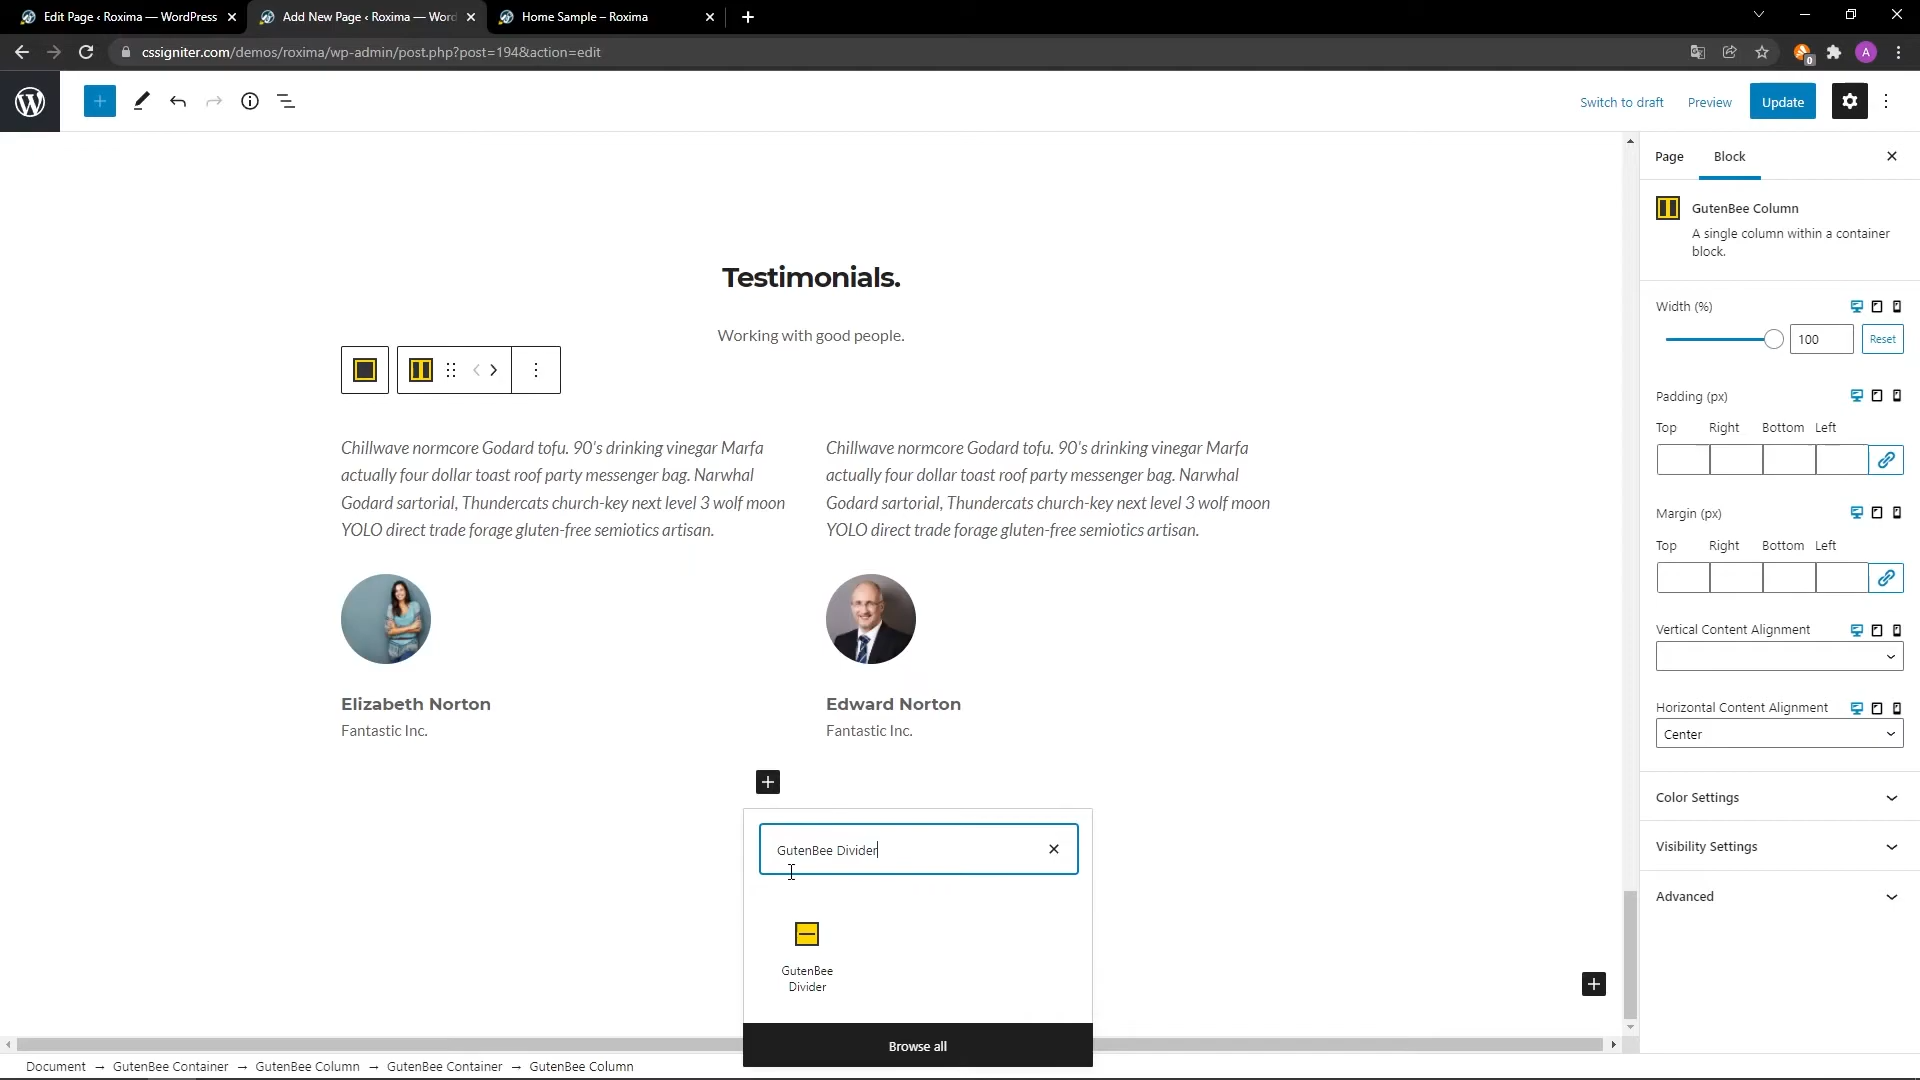 Edit Page ‹ Roxima — WordPress
Add New Page ‹ Roxima — Word
Home Sample – Roxima
cssigniter.com/demos/roxima/wp-admin/post.php?post=194&action=edit
0
A
Switch to draft
Preview
Update
Page
Block
GutenBee Column
A single column within a container
block.
Testimonials.
Working with good people.
Width (%)
100
Reset
Padding (px)
Top Right Bottom Left
Margin (px)
Top Right Bottom Left
Vertical Content Alignment
Horizontal Content Alignment
Center
Color Settings
Visibility Settings
Advanced
Chillwave normcore Godard tofu. 90's drinking vinegar Marfa
actually four dollar toast roof party messenger bag. Narwhal
Godard sartorial, Thundercats church-key next level 3 wolf moon
YOLO direct trade forage gluten-free semiotics artisan.
Elizabeth Norton
Fantastic Inc.
Chillwave normcore Godard tofu. 90's drinking vinegar Marfa
actually four dollar toast roof party messenger bag. Narwhal
Godard sartorial, Thundercats church-key next level 3 wolf moon
YOLO direct trade forage gluten-free semiotics artisan.
Edward Norton
Fantastic Inc.
GutenBee Divider
GutenBee
Divider
Browse all
Document → GutenBee Container → GutenBee Column → GutenBee Container → GutenBee Column